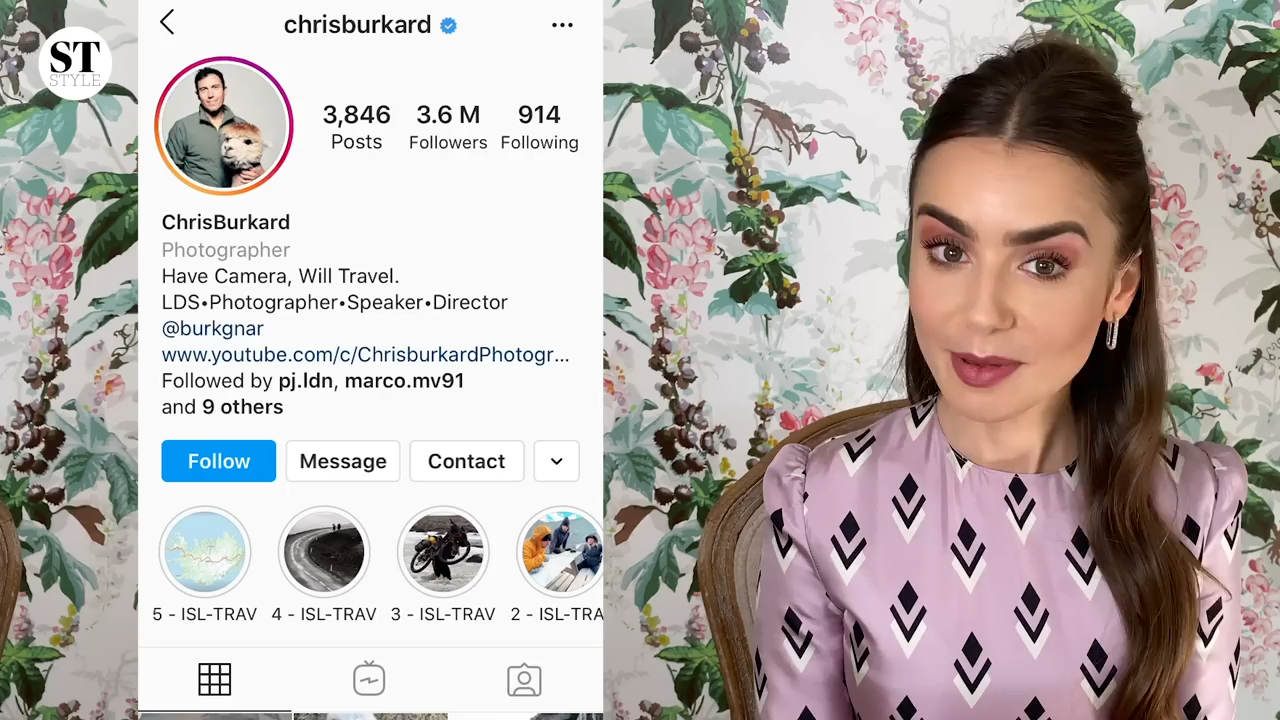 ST
STYLE
chrisburkard
3,846 3.6 M 914
Posts Followers Following
ChrisBurkard
Photographer
Have Camera, Will Travel.
LDS•Photographer•Speaker•Director
@burkgnar
www.youtube.com/c/ChrisburkardPhotogr...
Followed by pj.ldn, marco.mv91
and 9 others
Follow Message Contact
5 - ISL-TRAV 4 - ISL-TRAV 3 - ISL-TRAV 2 - ISL-TRA